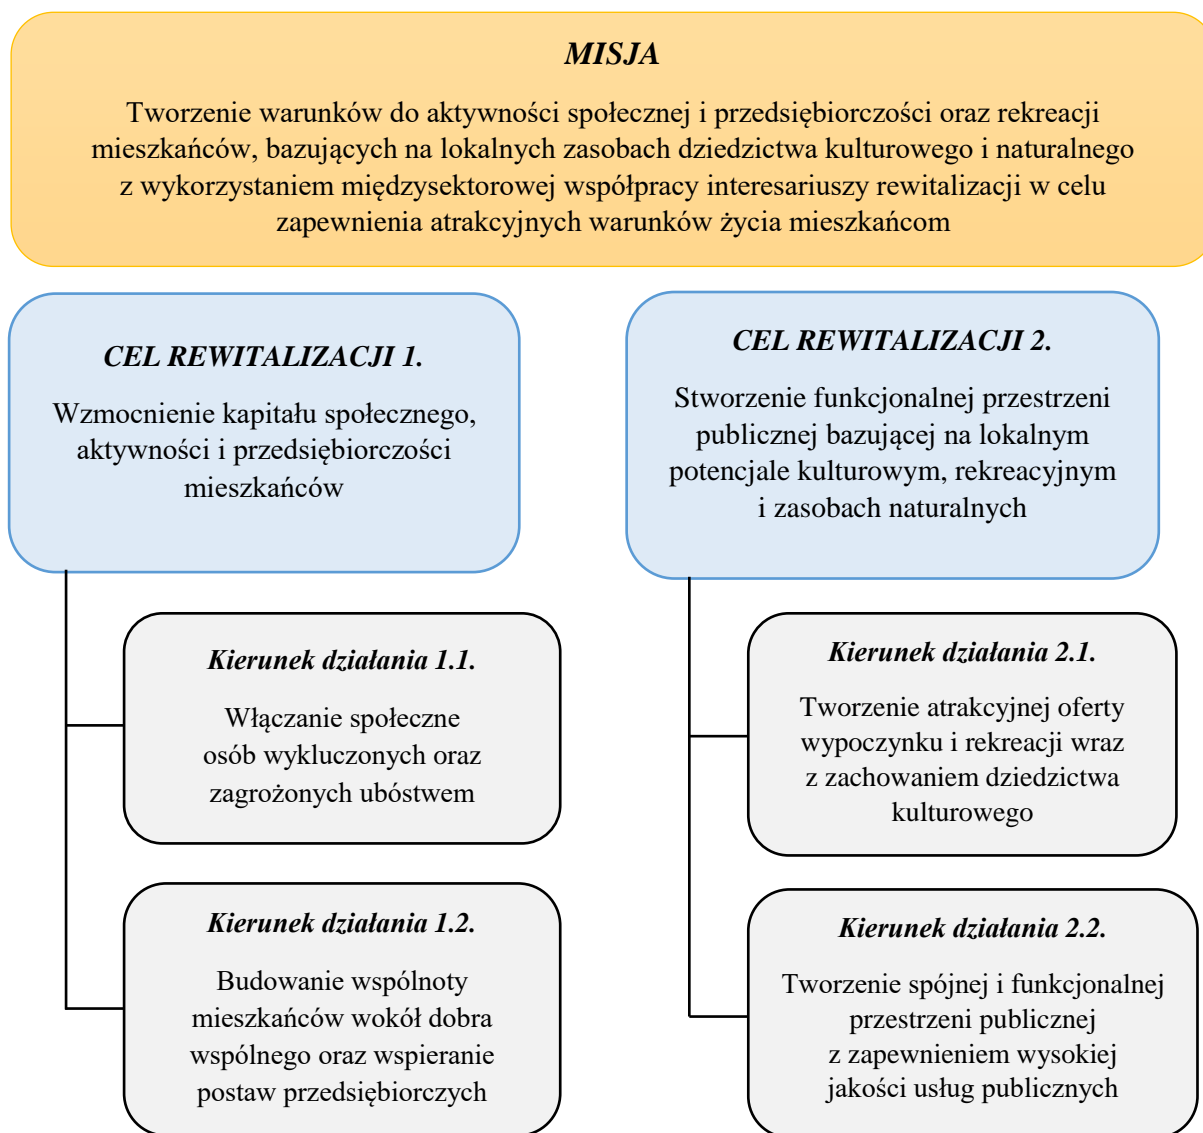 MISJA
Tworzenie warunków do aktywności społecznej i przedsiębiorczości oraz rekreacji
mieszkańców, bazujących na lokalnych zasobach dziedzictwa kulturowego i naturalnego
z wykorzystaniem międzysektorowej współpracy interesariuszy rewitalizacji w celu
zapewnienia atrakcyjnych warunków życia mieszkańcom
CEL REWITALIZACJI 1.
Wzmocnienie kapitału społecznego,
aktywności i przedsiębiorczości
mieszkańców
Kierunek działania 1.1.
Włączanie społeczne
osób wykluczonych oraz
zagrożonych ubóstwem
Kierunek działania 1.2.
Budowanie wspólnoty
mieszkańców wokół dobra
wspólnego oraz wspieranie
postaw przedsiębiorczych
CEL REWITALIZACJI 2.
Stworzenie funkcjonalnej przestrzeni
publicznej bazującej na lokalnym
potencjale kulturowym, rekreacyjnym
i zasobach naturalnych
Kierunek działania 2.1.
Tworzenie atrakcyjnej oferty
wypoczynku i rekreacji wraz
z zachowaniem dziedzictwa
kulturowego
Kierunek działania 2.2.
Tworzenie spójnej i funkcjonalnej
przestrzeni publicznej
z zapewnieniem wysokiej
jakości usług publicznych